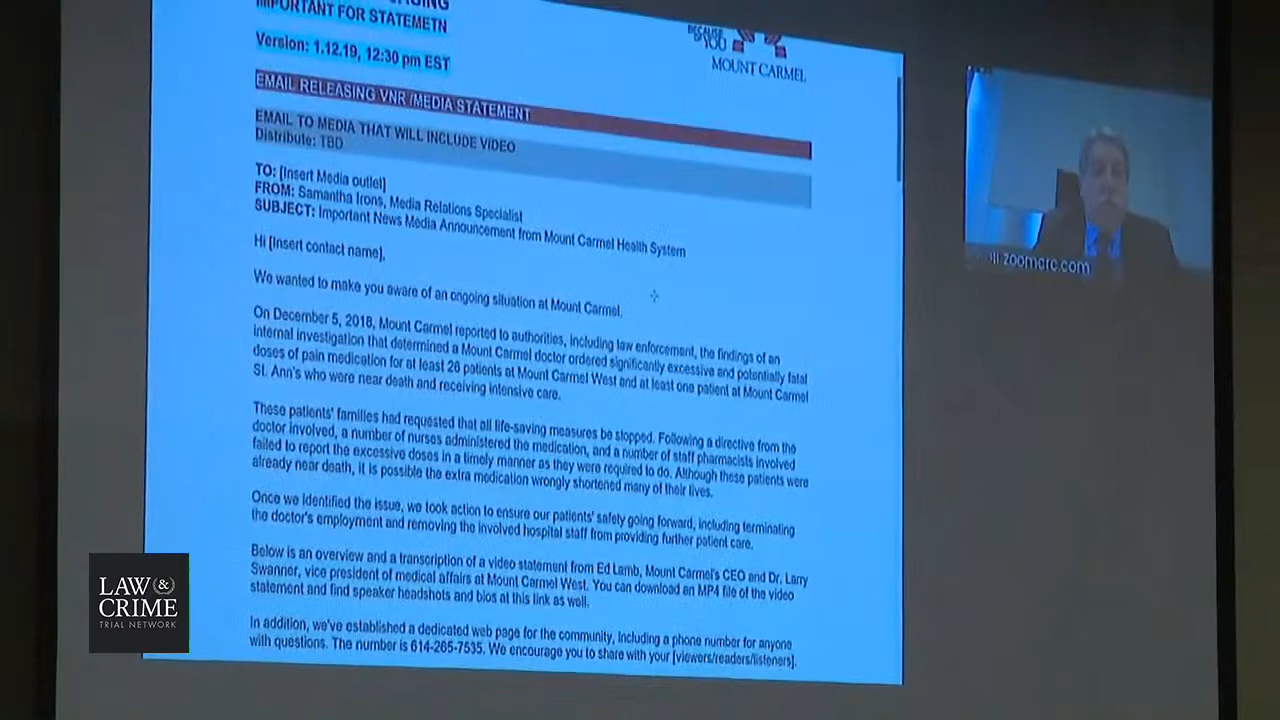 IMPORTANT FOR STATEMETN
Version: 1.12.19, 12:30 pm EST
BECAUSE
YOU
MOUNT CARMEL
EMAIL RELEASING VNR /MEDIA STATEMENT
EMAIL TO MEDIA THAT WILL INCLUDE VIDEO
Distribute: TBD
TO: [Insert Media outlet]
FROM: Samantha Irons, Media Relations Specialist
SUBJECT: Important News Media Announcement from Mount Carmel Health System
Hi [Insert contact name],
We wanted to make you aware of an ongoing situation at Mount Carmel.
On December 5, 2018, Mount Carmel reported to authorities, including law enforcement, the findings of an
internal investigation that determined a Mount Carmel doctor ordered significantly excessive and potentially fatal
doses of pain medication for at least 26 patients at Mount Carmel West and at least one patient at Mount Carmel
St. Ann's who were near death and receiving intensive care.
These patients' families had requested that all life-saving measures be stopped. Following a directive from the
doctor involved, a number of nurses administered the medication, and a number of staff pharmacists involved
failed to report the excessive doses in a timely manner as they were required to do. Although these patients were
already near death, it is possible the extra medication wrongly shortened many of their lives.
Once we identified the issue, we took action to ensure our patients' safety going forward, including terminating
the doctor's employment and removing the involved hospital staff from providing further patient care.
Below is an overview and a transcription of a video statement from Ed Lamb, Mount Carmel's CEO and Dr. Larry
Swanner, vice president of medical affairs at Mount Carmel West. You can download an MP4 file of the video
statement and find speaker headshots and bios at this link as well.
In addition, we've established a dedicated web page for the community, including a phone number for anyone
with questions. The number is 614-265-7535. We encourage you to share with your [viewers/readers/listeners].
zoomcrc.com
LAW &
CRIME
TRIAL NETWORK